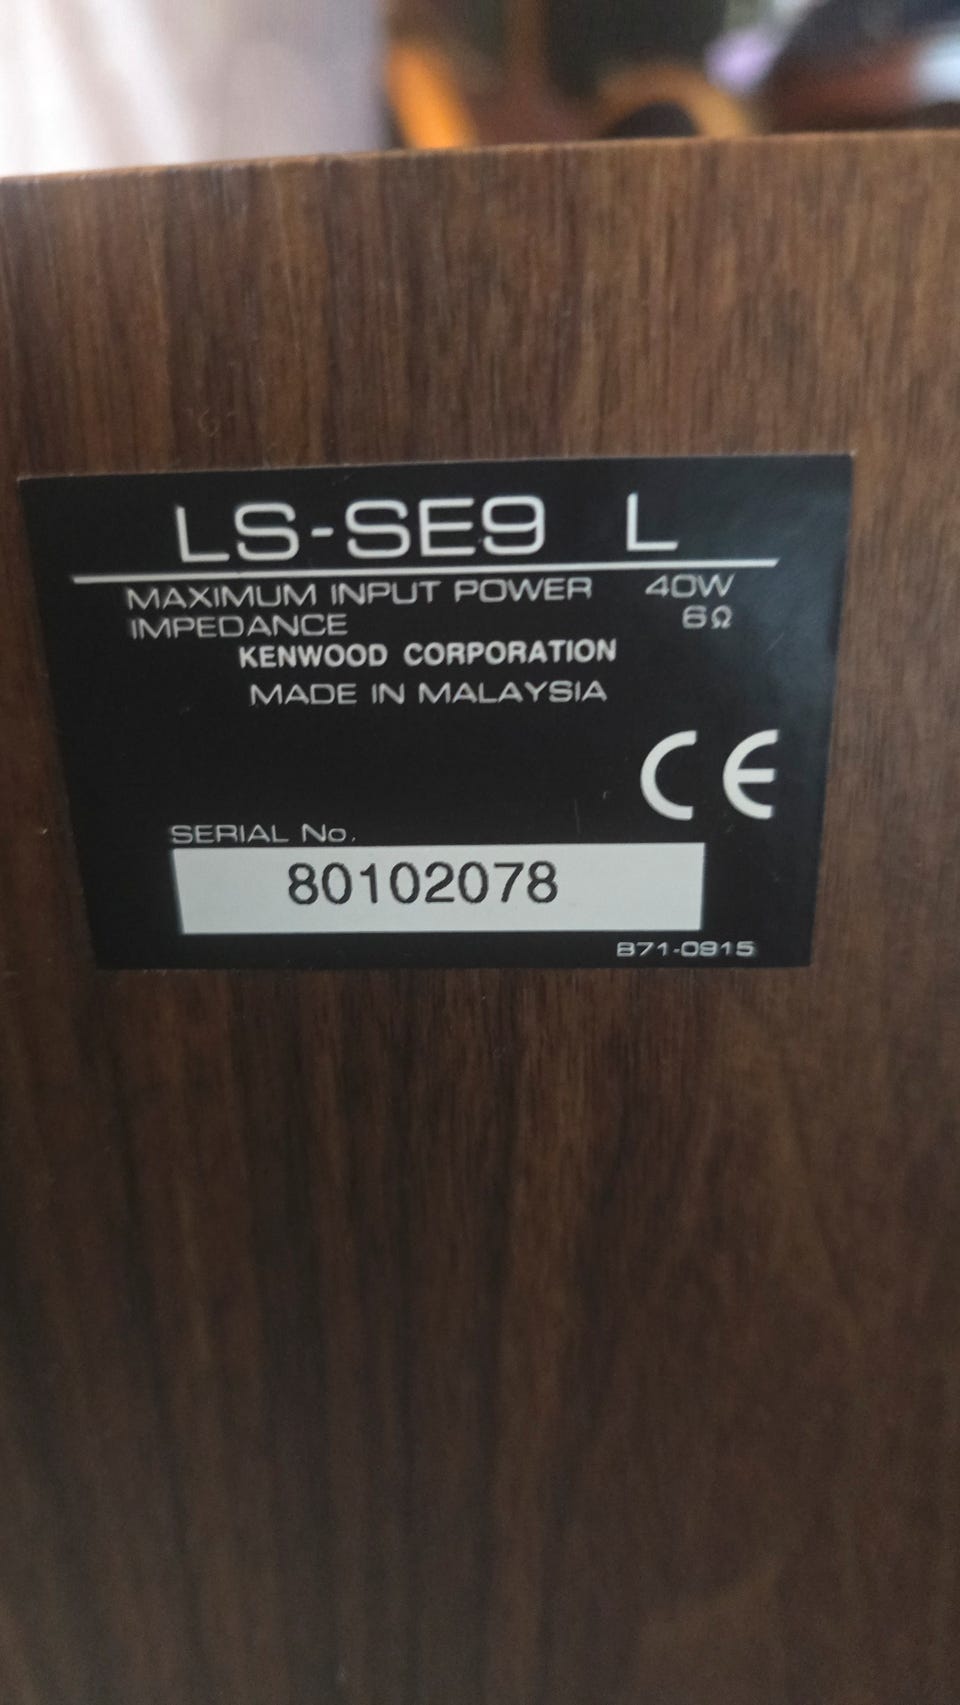 LS-SE9 L
MAXIMUM INPUT POWER 40W
IMPEDANCE 6Ω
KENWOOD CORPORATION
MADE IN MALAYSIA
CE
SERIAL No.
80102078
B71-0915